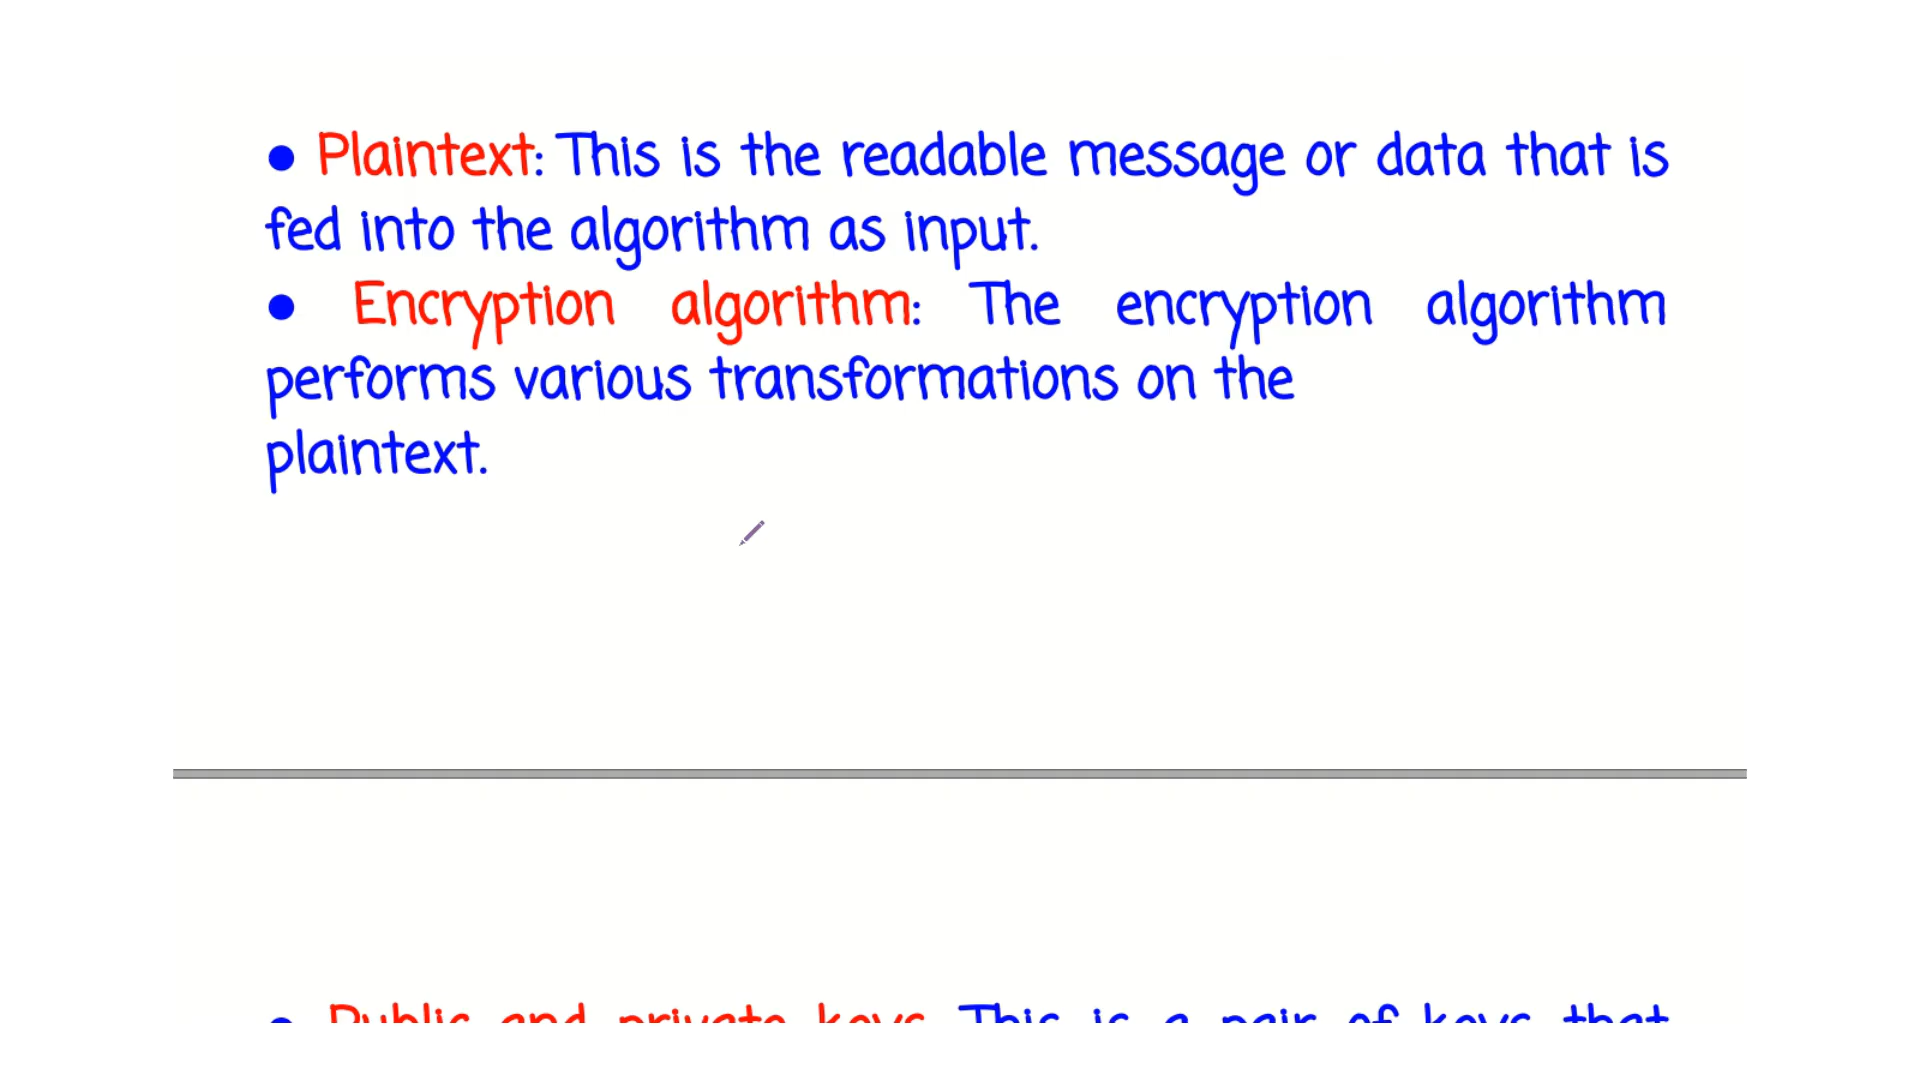 ● Plaintext: This is the readable message or data that is
fed into the algorithm as input.
● Encryption algorithm: The encryption algorithm
performs various transformations on the
plaintext.
● Public and private keys This is a pair of keys that